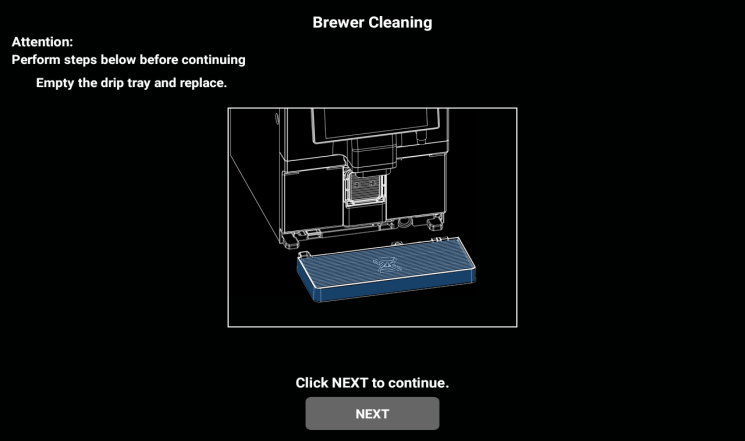 Brewer Cleaning
Attention:
Perform steps below before continuing
Empty the drip tray and replace.
Click NEXT to continue.
NEXT